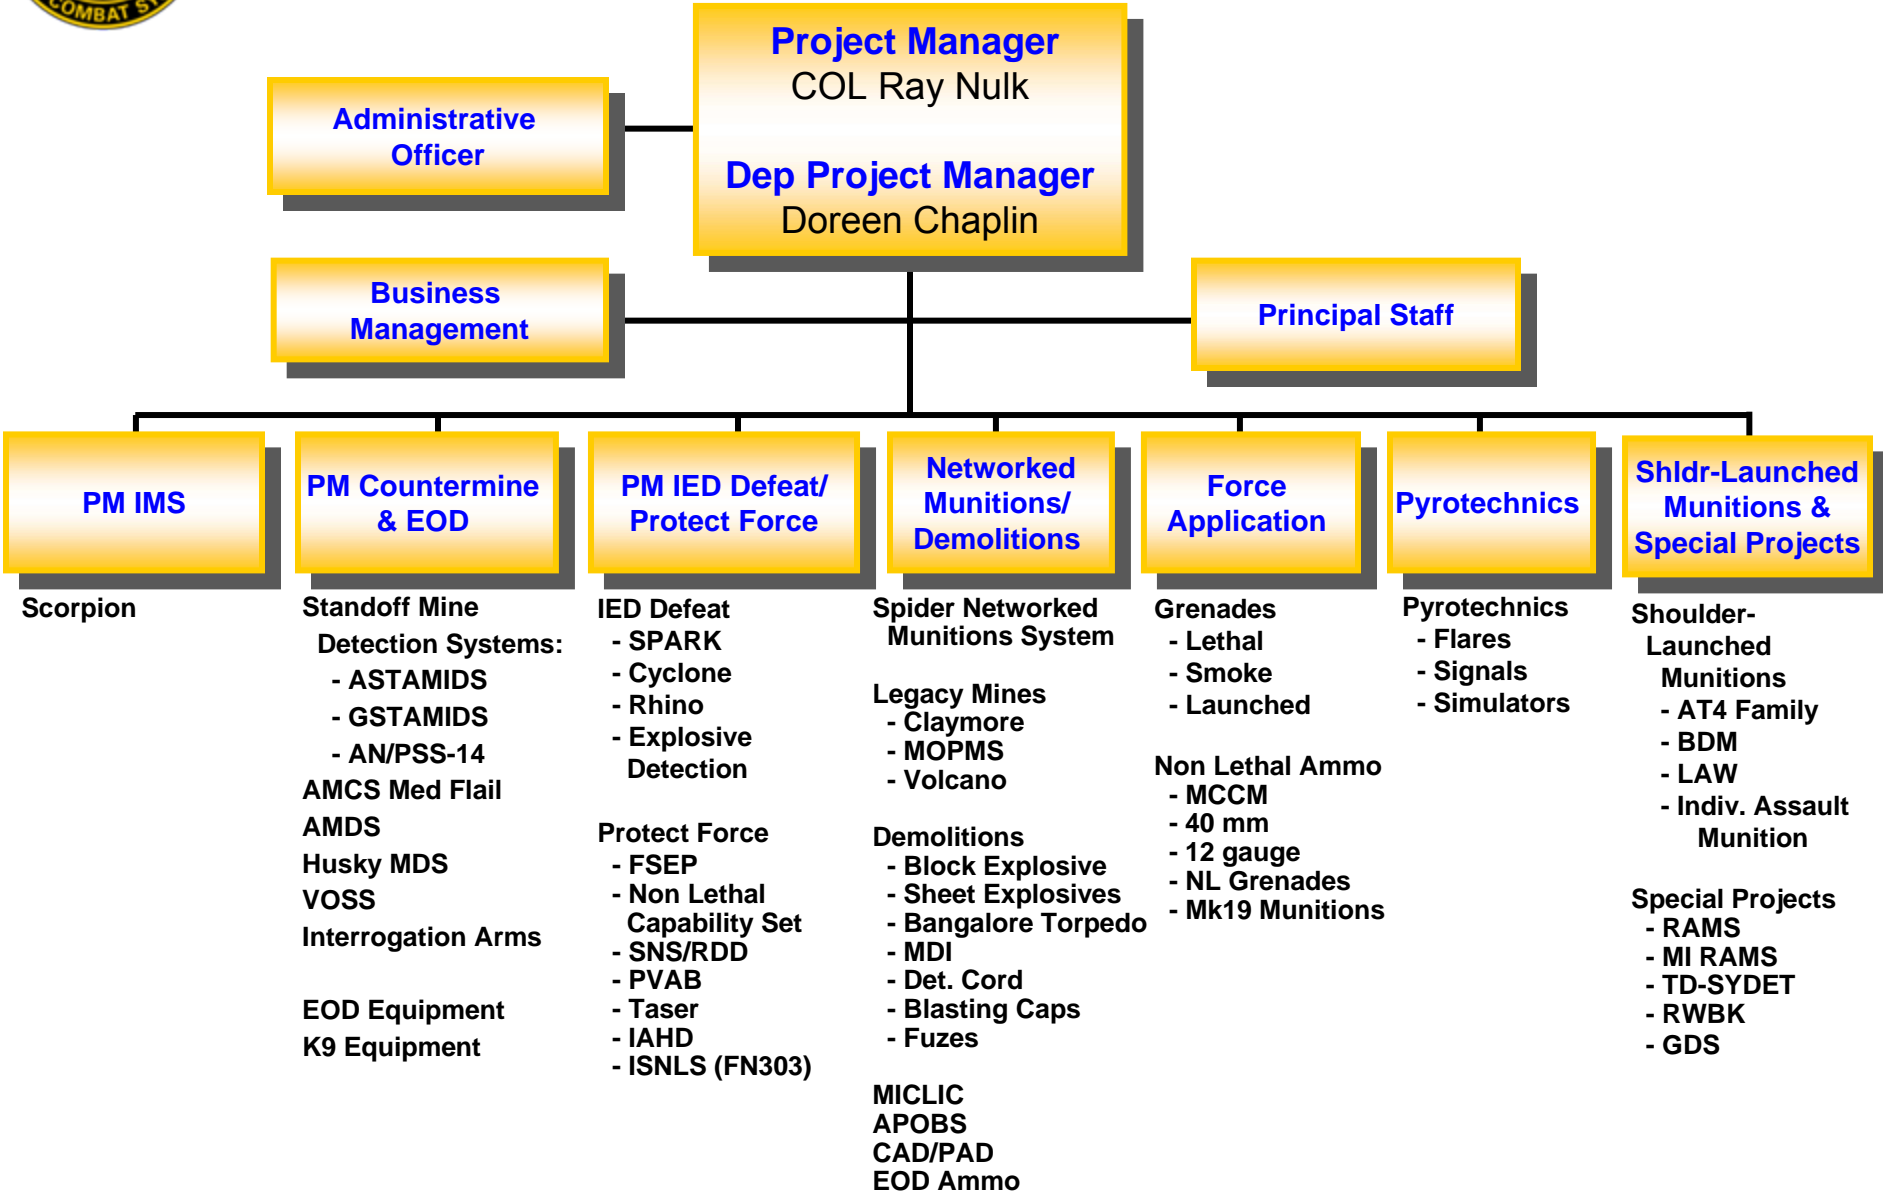 COMBAT
Project Manager
COL Ray Nulk
Dep Project Manager
Doreen Chaplin
Administrative
Officer
Business
Management
Principal Staff
PM IMS
Scorpion
PM Countermine
& EOD
Standoff Mine
Detection Systems:
- ASTAMIDS
- GSTAMIDS
- AN/PSS-14
AMCS Med Flail
AMDS
Husky MDS
VOSS
Interrogation Arms
EOD Equipment
K9 Equipment
PM IED Defeat/
Protect Force
IED Defeat
- SPARK
- Cyclone
- Rhino
- Explosive
Detection
Protect Force
- FSEP
- Non Lethal
Capability Set
- SNS/RDD
- PVAB
- Taser
- IAHD
- ISNLS (FN303)
Networked
Munitions/
Demolitions
Spider Networked
Munitions System
Legacy Mines
- Claymore
- MOPMS
- Volcano
Demolitions
- Block Explosive
- Sheet Explosives
- Bangalore Torpedo
- MDI
- Det. Cord
- Blasting Caps
- Fuzes
MICLIC
APOBS
CAD/PAD
EOD Ammo
Force
Application
Grenades
- Lethal
- Smoke
- Launched
Non Lethal Ammo
- MCCM
- 40 mm
- 12 gauge
- NL Grenades
- Mk19 Munitions
Pyrotechnics
Pyrotechnics
- Flares
- Signals
- Simulators
Shldr-Launched
Munitions &
Special Projects
Shoulder-
Launched
Munitions
- AT4 Family
- BDM
- LAW
- Indiv. Assault
Munition
Special Projects
- RAMS
- MI RAMS
- TD-SYDET
- RWBK
- GDS